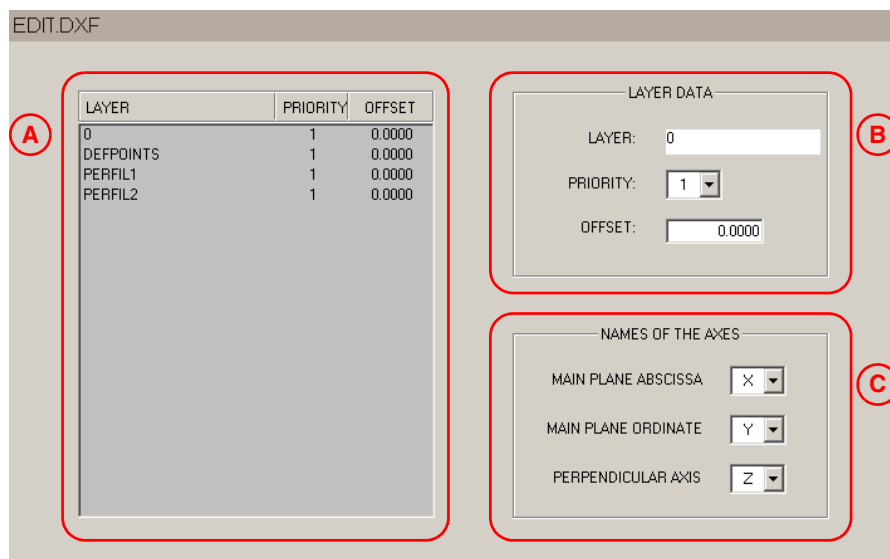 EDIT.DXF
A
LAYER PRIORITY OFFSET
0 1 0.0000
DEFPOINTS 1 0.0000
PERFIL1 1 0.0000
PERFIL2 1 0.0000
B
LAYER DATA
LAYER: 0
PRIORITY: 1
OFFSET: 0.0000
C
NAMES OF THE AXES
MAIN PLANE ABSCISSA X
MAIN PLANE ORDINATE Y
PERPENDICULAR AXIS Z